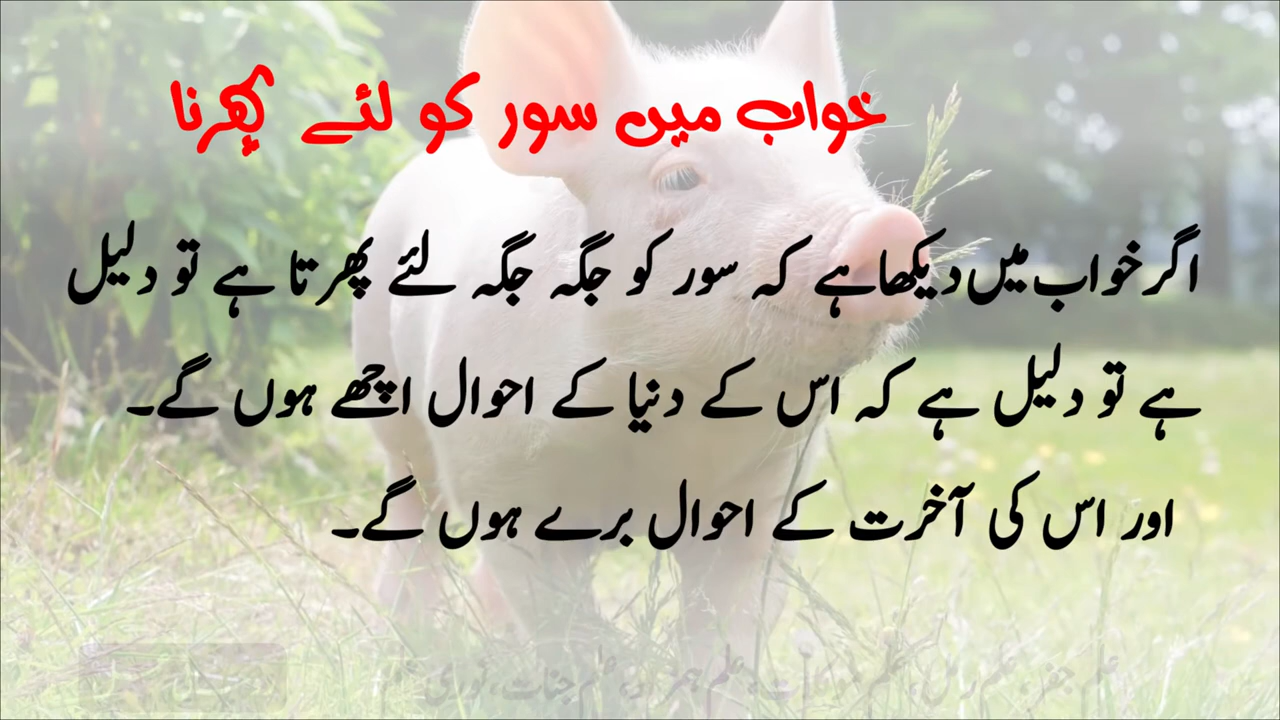 خواب میں سور کو لئے پھرنا
اگر خواب میں دیکھا ہے کہ سور کو جگہ جگہ لئے پھرتا ہے تو دلیل
ہے تو دلیل ہے کہ اس کے دنیا کے احوال اچھے ہوں گے۔
اور اس کی آخرت کے احوال برے ہوں گے۔